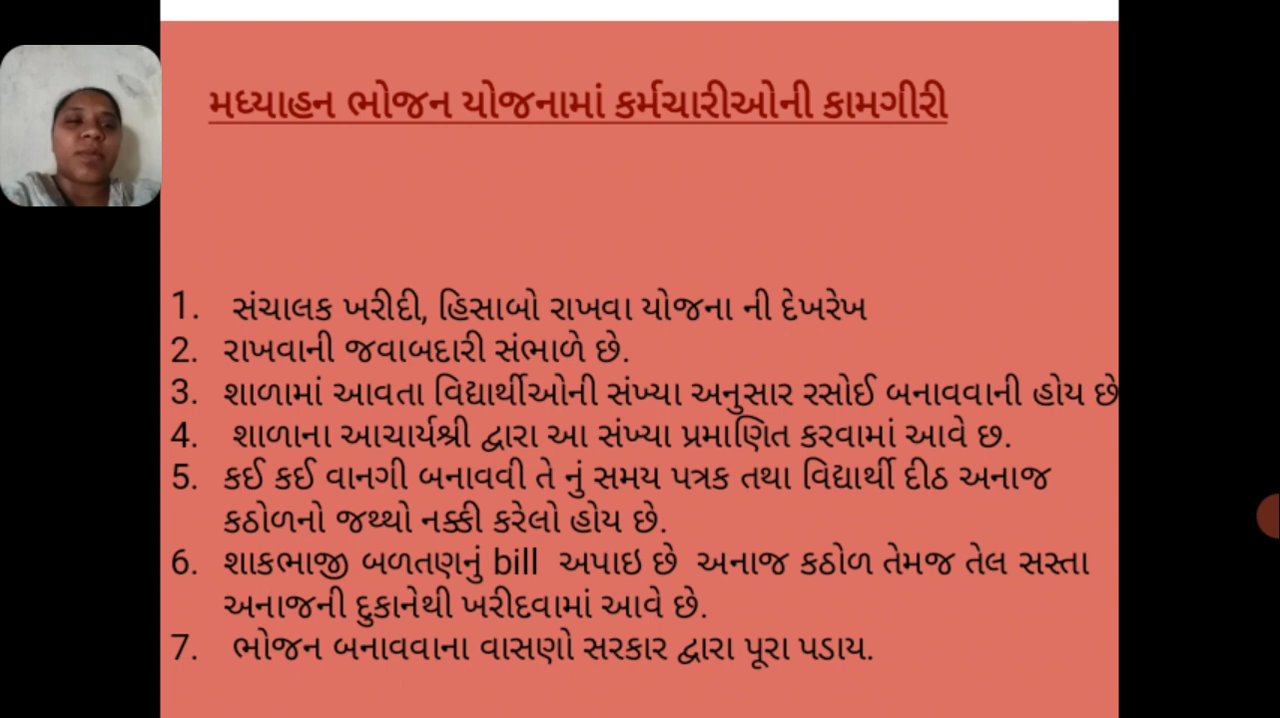 મધ્યાહન ભોજન યોજનામાં કર્મચારીઓની કામગીરી
1. સંચાલક ખરીદી, હિસાબો રાખવા યોજના ની દેખરેખ
2. રાખવાની જવાબદારી સંભાળે છે.
3. શાળામાં આવતા વિદ્યાર્થીઓની સંખ્યા અનુસાર રસોઈ બનાવવાની હોય છે
4. શાળાના આચાર્યશ્રી દ્વારા આ સંખ્યા પ્રમાણિત કરવામાં આવે છ.
5. કઈ કઈ વાનગી બનાવવી તે નું સમય પત્રક તથા વિદ્યાર્થી દીઠ અનાજ
કઠોળનો જથ્થો નક્કી કરેલો હોય છે.
6. શાકભાજી બળતણનું bill અપાઇ છે અનાજ કઠોળ તેમજ તેલ સસ્તા
અનાજની દુકાનેથી ખરીદવામાં આવે છે.
7. ભોજન બનાવવાના વાસણો સરકાર દ્વારા પૂરા પડાય.